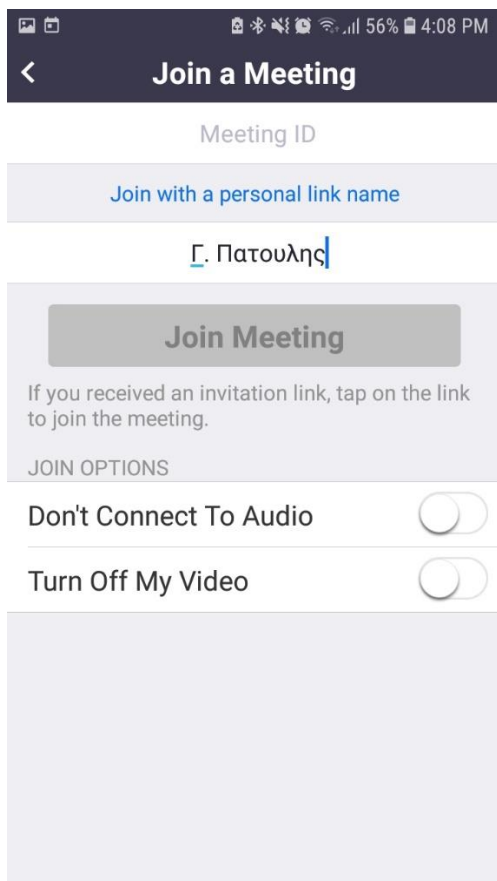 56% 4:08 PM
Join a Meeting
Meeting ID
Join with a personal link name
Γ. Πατουλης
Join Meeting
If you received an invitation link, tap on the link
to join the meeting.
JOIN OPTIONS
Don't Connect To Audio
Turn Off My Video